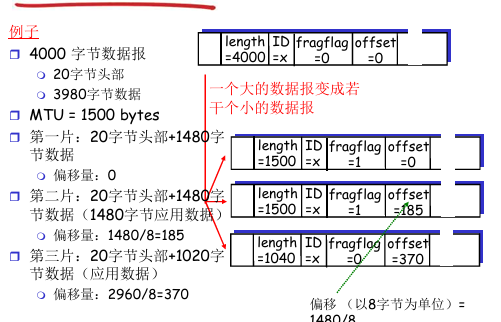 例子
4000 字节数据报
20字节头部
3980字节数据
MTU = 1500 bytes
第一片：20字节头部+1480字
节数据
偏移量：0
第二片：20字节头部+1480字
节数据（1480字节应用数据）
偏移量：1480/8=185
第三片：20字节头部+1020字
节数据（应用数据）
偏移量：2960/8=370
length ID fragflag offset
=4000 =x =0 =0
一个大的数据报变成若
干个小的数据报
length ID fragflag offset
=1500 =x =1 =0
length ID fragflag offset
=1500 =x =1 =185
length ID fragflag offset
=1040 =x =0 =370
偏移 （以8字节为单位）=
1480/8